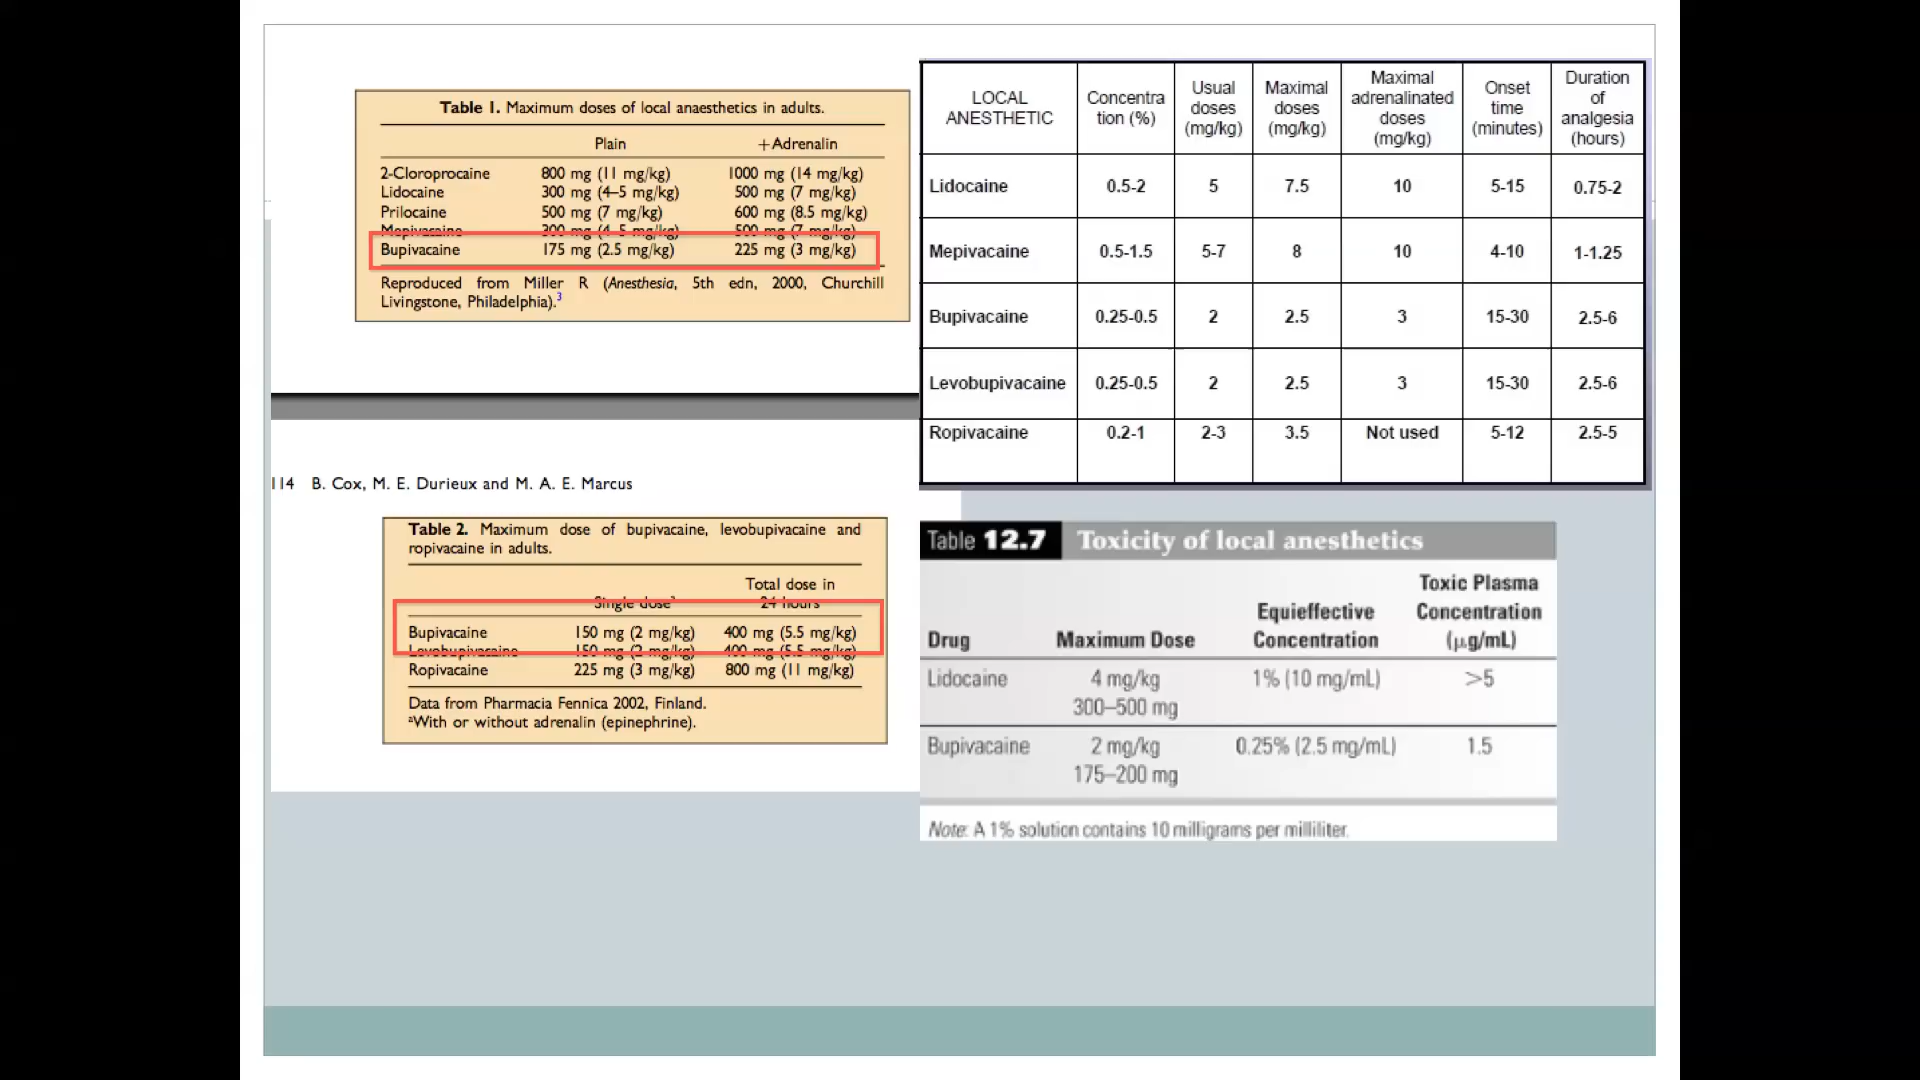 Table 1. Maximum doses of local anaesthetics in adults.
Plain +Adrenalin
2-Cloroprocaine 800 mg (11 mg/kg) 1000 mg (14 mg/kg)
Lidocaine 300 mg (4–5 mg/kg) 500 mg (7 mg/kg)
Prilocaine 500 mg (7 mg/kg) 600 mg (8.5 mg/kg)
Mepivacaine 300 mg (4–5 mg/kg) 500 mg (7 mg/kg)
Bupivacaine 175 mg (2.5 mg/kg) 225 mg (3 mg/kg)
Reproduced from Miller R (Anesthesia, 5th edn, 2000, Churchill
Livingstone, Philadelphia).3
114 B. Cox, M. E. Durieux and M. A. E. Marcus
Table 2. Maximum dose of bupivacaine, levobupivacaine and
ropivacaine in adults.
Total dose in
Single doseª 24 hours
Bupivacaine 150 mg (2 mg/kg) 400 mg (5.5 mg/kg)
Levobupivacaine 150 mg (2 mg/kg) 400 mg (5.5 mg/kg)
Ropivacaine 225 mg (3 mg/kg) 800 mg (11 mg/kg)
Data from Pharmacia Fennica 2002, Finland.
ªWith or without adrenalin (epinephrine).
LOCAL
ANESTHETIC
Concentra
tion (%)
Usual
doses
(mg/kg)
Maximal
doses
(mg/kg)
Maximal
adrenalinated
doses
(mg/kg)
Onset
time
(minutes)
Duration
of
analgesia
(hours)
Lidocaine 0.5-2 5 7.5 10 5-15 0.75-2
Mepivacaine 0.5-1.5 5-7 8 10 4-10 1-1.25
Bupivacaine 0.25-0.5 2 2.5 3 15-30 2.5-6
Levobupivacaine 0.25-0.5 2 2.5 3 15-30 2.5-6
Ropivacaine 0.2-1 2-3 3.5 Not used 5-12 2.5-5
Table 12.7 Toxicity of local anesthetics
Toxic Plasma
Equieffective Concentration
Drug Maximum Dose Concentration (µg/mL)
Lidocaine 4 mg/kg 1% (10 mg/mL) >5
300–500 mg
Bupivacaine 2 mg/kg 0.25% (2.5 mg/mL) 1.5
175–200 mg
Note: A 1% solution contains 10 milligrams per milliliter.